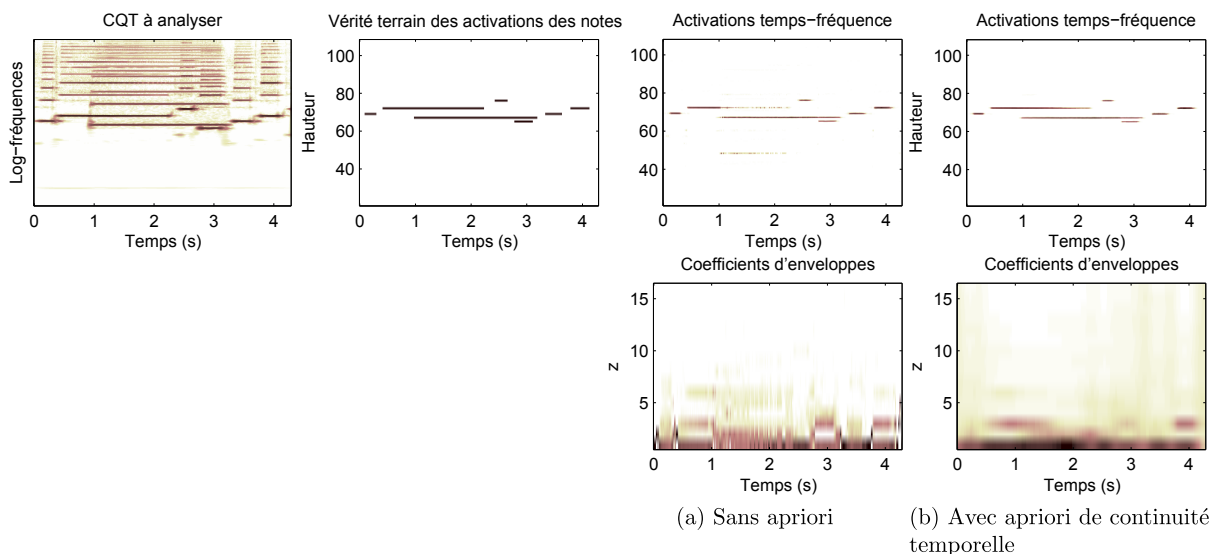 CQT à analyser
Log−fréquences
0 1 2 3 4
Temps (s)
Vérité terrain des activations des notes
Hauteur
100
80
60
40
0 1 2 3 4
Temps (s)
Activations temps−fréquence
Hauteur
100
80
60
40
0 1 2 3 4
Temps (s)
Activations temps−fréquence
Hauteur
100
80
60
40
0 1 2 3 4
Temps (s)
Coefficients d'enveloppes
z
15
10
5
0 1 2 3 4
Temps (s)
Coefficients d'enveloppes
z
15
10
5
0 1 2 3 4
Temps (s)
(a) Sans apriori
(b) Avec apriori de continuité
temporelle